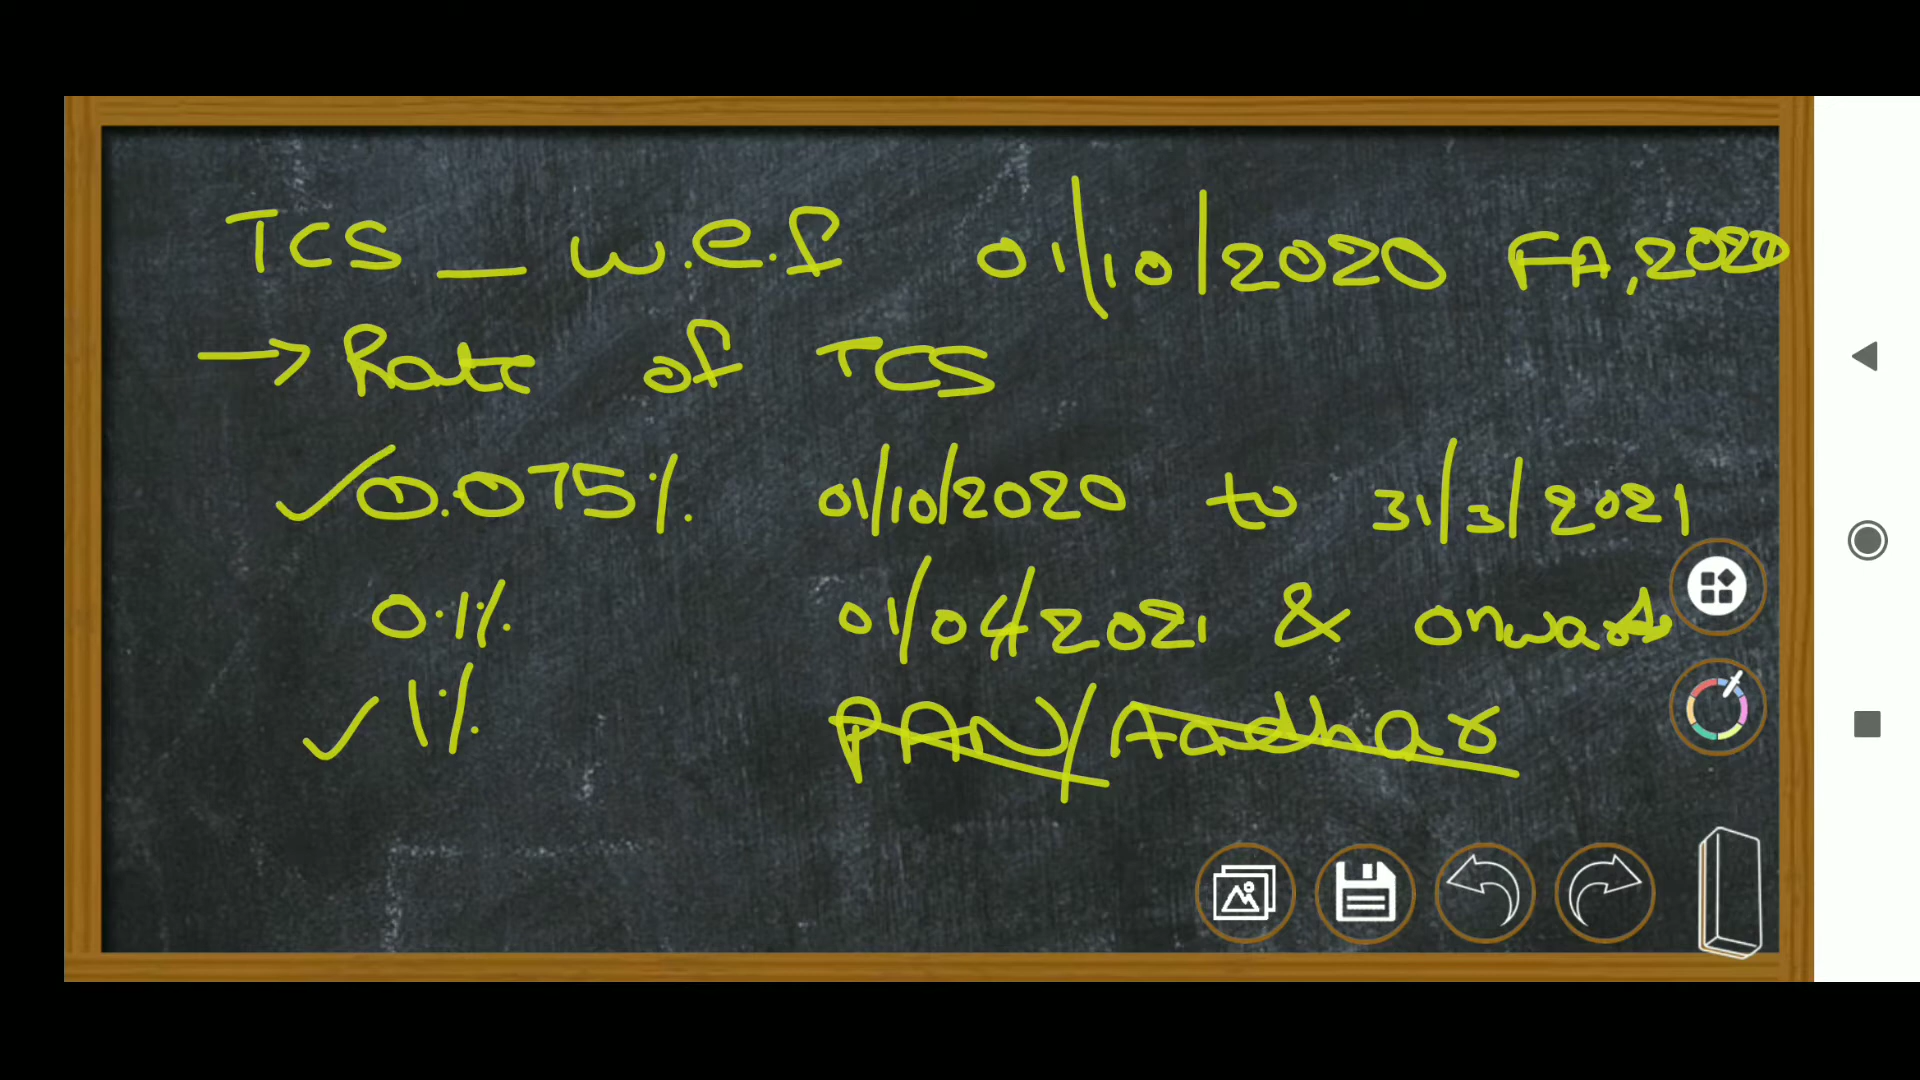 TCS _ w.e.f 01/10/2020 FA, 2020
→ Rate of TCS
✓ 0.075% 01/10/2020 to 31/3/2021
0.1% 01/04/2021 & onwards
✓ 1% PAN/Aadhar